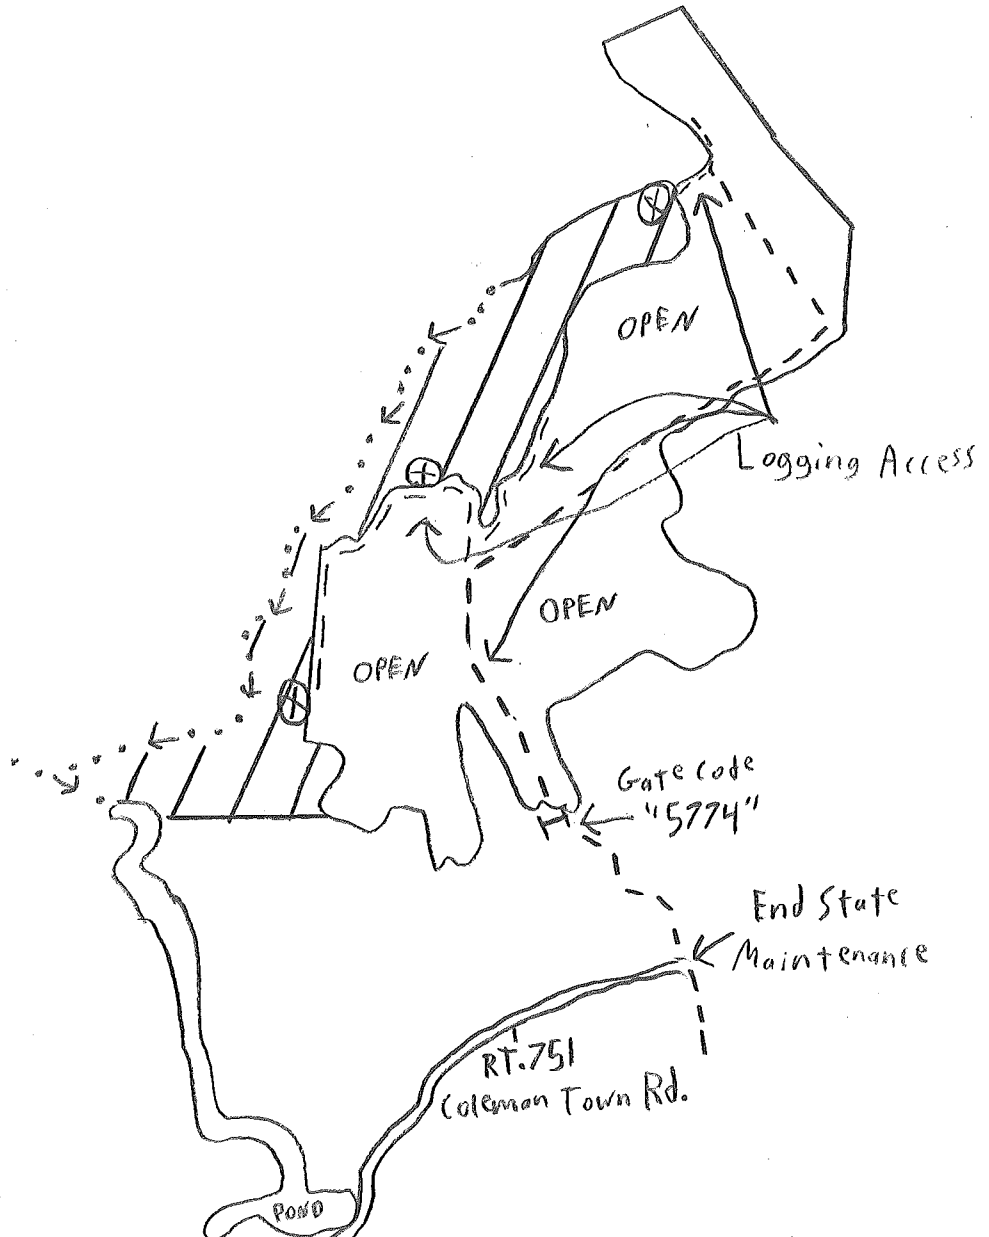 OPEN
Logging Access
OPEN
OPEN
Gate Code
"5774"
End State
Maintenance
RT.751
Coleman Town Rd.
POND